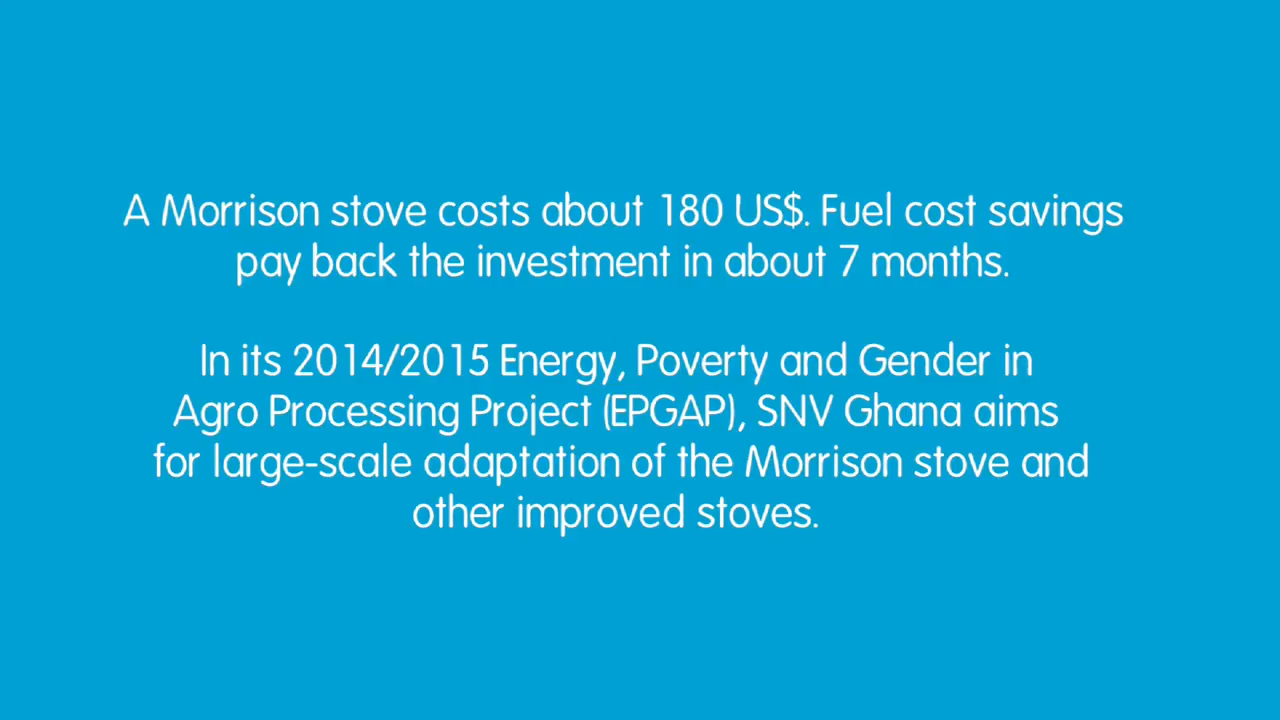 A Morrison stove costs about 180 US$. Fuel cost savings
pay back the investment in about 7 months.
In its 2014/2015 Energy, Poverty and Gender in
Agro Processing Project (EPGAP), SNV Ghana aims
for large-scale adaptation of the Morrison stove and
other improved stoves.